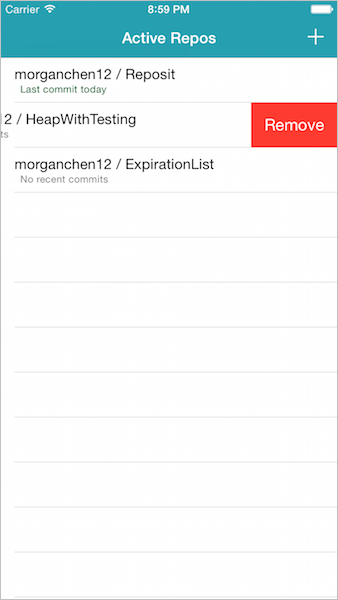 Carrier 8:59 PM
Active Repos +
morganchen12 / Reposit
Last commit today
12 / HeapWithTesting Remove
ts
morganchen12 / ExpirationList
No recent commits